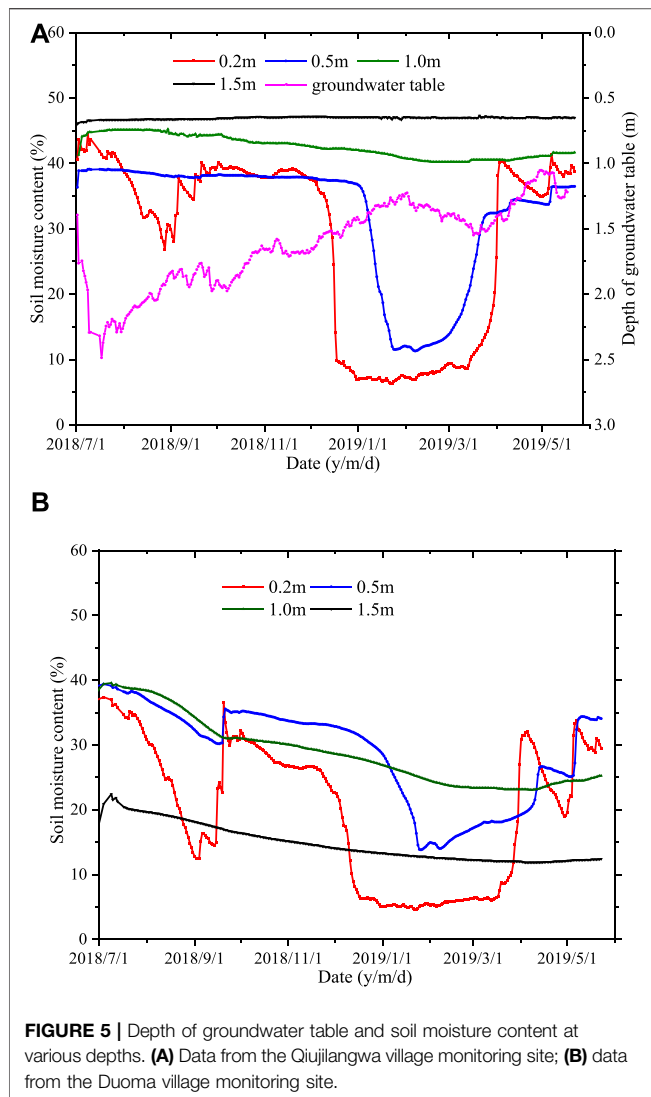 A
0.2m 0.5m 1.0m
1.5m groundwater table
60
50
40
30
20
10
0
Soil moisture content (%)
0.0
0.5
1.0
1.5
2.0
2.5
3.0
Depth of groundwater table (m)
2018/7/1 2018/9/1 2018/11/1 2019/1/1 2019/3/1 2019/5/1
Date (y/m/d)
B
0.2m 0.5m
1.0m 1.5m
60
50
40
30
20
10
0
Soil moisture content (%)
2018/7/1 2018/9/1 2018/11/1 2019/1/1 2019/3/1 2019/5/1
Date (y/m/d)
FIGURE 5 | Depth of groundwater table and soil moisture content at
various depths. (A) Data from the Qiujilangwa village monitoring site; (B) data
from the Duoma village monitoring site.